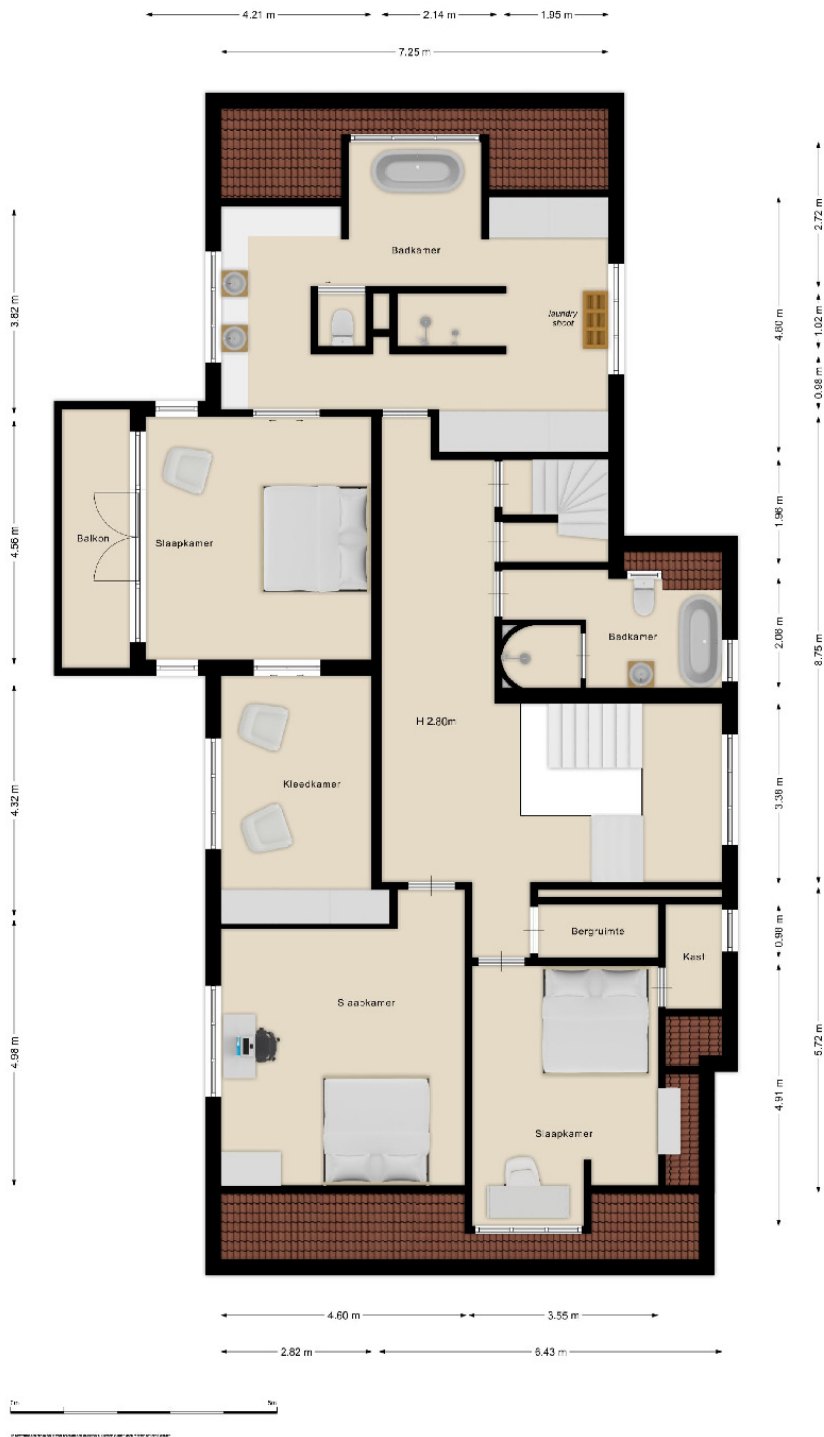 4.21 m
2.14 m
1.95 m
7.25 m
2.72 m
3.82 m
4.80 m
1.02 m
0.98 m
Badkamer
laundry
shoot
4.56 m
Balkon
Slaapkamer
1.96 m
2.08 m
8.75 m
Badkamer
H 2.80m
Kleedkamer
4.32 m
3.38 m
Bergruimte
0.98 m
Kast
Slaapkamer
4.98 m
5.72 m
4.91 m
Slaapkamer
4.60 m
3.55 m
2.82 m
6.43 m
0m
5m